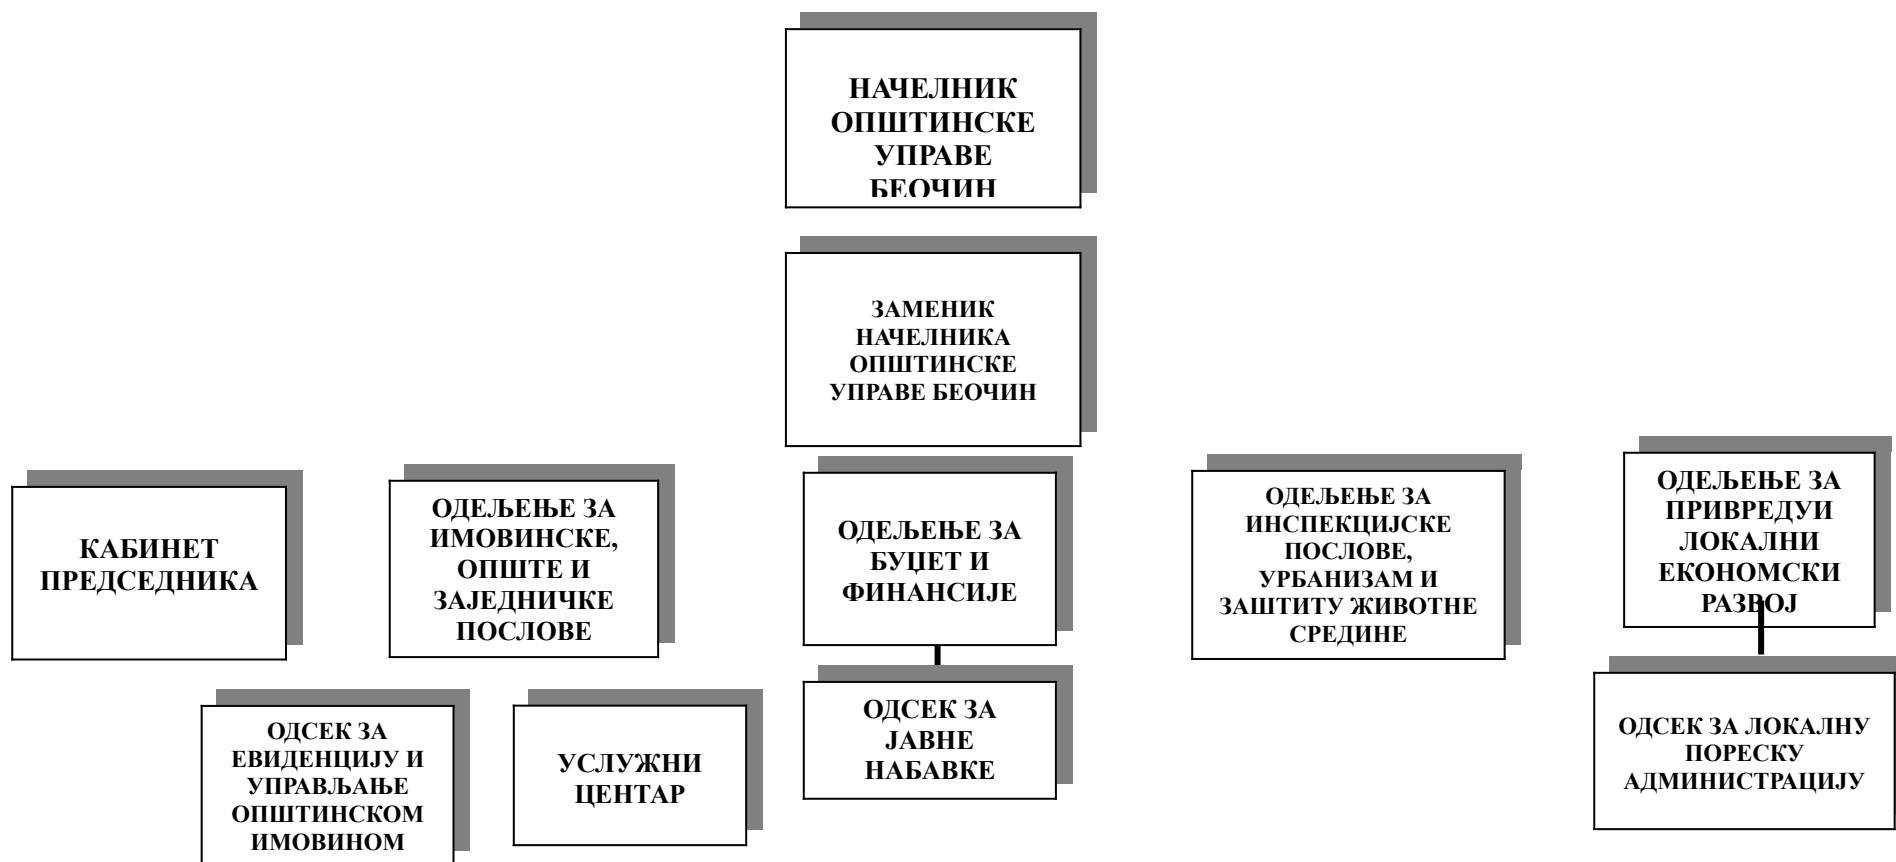 НАЧЕЛНИК
ОПШТИНСКЕ
УПРАВЕ
БЕОЧИН
ЗАМЕНИК
НАЧЕЛНИКА
ОПШТИНСКЕ
УПРАВЕ БЕОЧИН
КАБИНЕТ
ПРЕДСЕДНИКА
ОДЕЉЕЊЕ ЗА
ИМОВИНСКЕ,
ОПШТЕ И
ЗАЈЕДНИЧКЕ
ПОСЛОВЕ
ОДЕЉЕЊЕ ЗА
БУЏЕТ И
ФИНАНСИЈЕ
ОДЕЉЕЊЕ ЗА
ИНСПЕКЦИЈСКЕ
ПОСЛОВЕ,
УРБАНИЗАМ И
ЗАШТИТУ ЖИВОТНЕ
СРЕДИНЕ
ОДЕЉЕЊЕ ЗА
ПРИВРЕДУИ
ЛОКАЛНИ
ЕКОНОМСКИ
РАЗВОЈ
ОДСЕК ЗА
ЕВИДЕНЦИЈУ И
УПРАВЉАЊЕ
ОПШТИНСКОМ
ИМОВИНОМ
УСЛУЖНИ
ЦЕНТАР
ОДСЕК ЗА
ЈАВНЕ
НАБАВКЕ
ОДСЕК ЗА ЛОКАЛНУ
ПОРЕСКУ
АДМИНИСТРАЦИЈУ